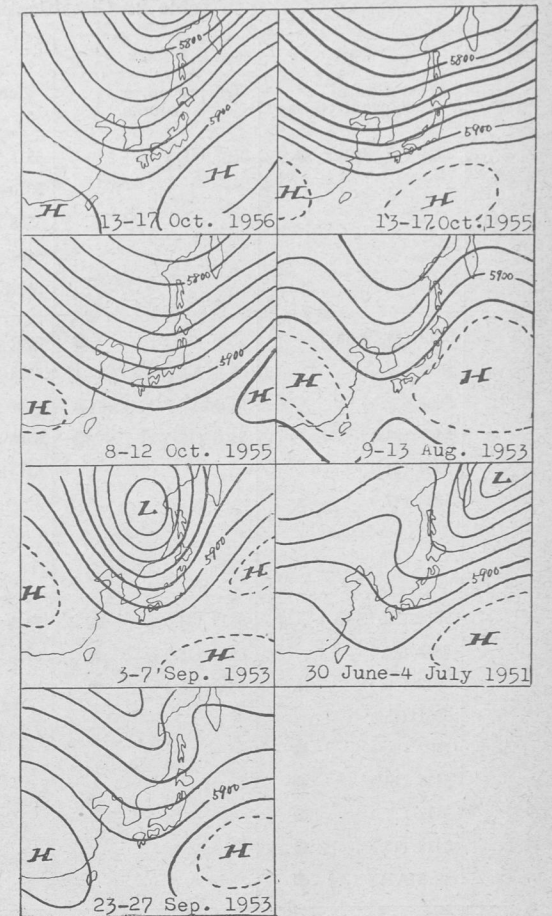 5800
5900
H
H
13-17 Oct. 1956
5800
5900
H
H
13-17.Oct.1955
5800
5900
H
H
8-12 Oct. 1955
5900
H
H
9-13 Aug. 1953
L
5900
H
H
H
3-7 Sep. 1953
L
5900
H
30 June-4 July 1951
5900
H
H
23-27 Sep. 1953